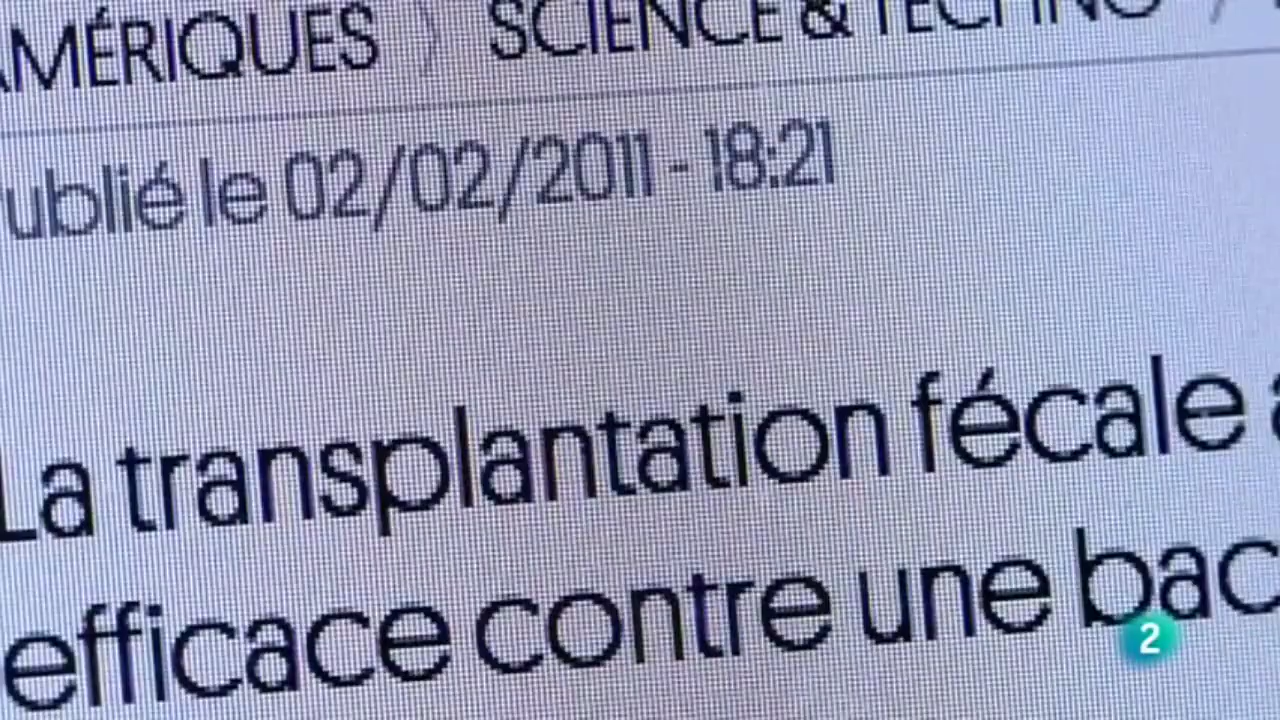 AMÉRIQUES 〉 SCIENCE & TECHNO
ublié le 02/02/2011 - 18:21
La transplantation fécale
efficace contre une bac
2